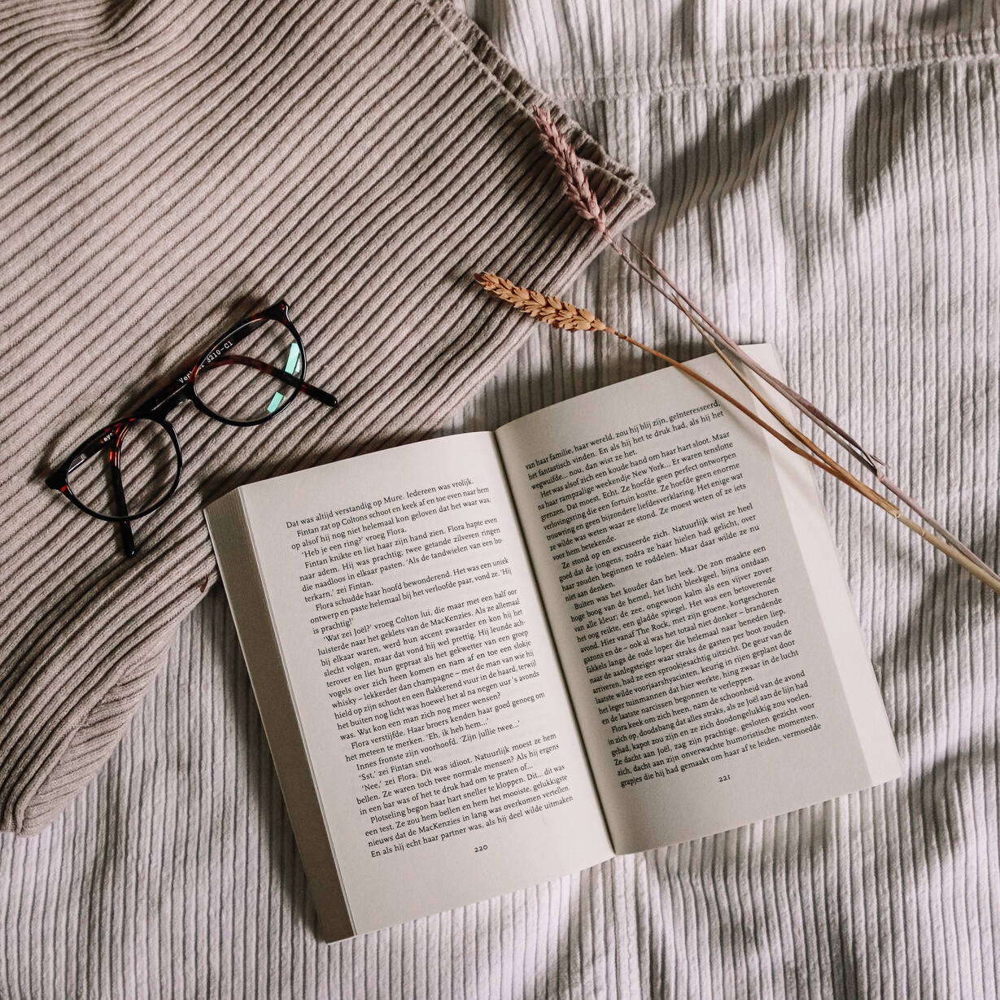 Dat was altijd verstandig op Mure. Iedereen was vrolijk.
Fintan zat op Coltons schoot en keek af en toe even naar hem
op alsof hij nog niet helemaal kon geloven dat het waar was.
‘Heb je een ring?’ vroeg Flora.
Fintan knikte en liet haar zijn hand zien. Flora hapte even
naar adem. Hij was prachtig: twee getande zilveren ringen
die naadloos in elkaar pasten. ‘Als de tandwielen van een bo-
terkarn,’ zei Fintan.
Flora schudde haar hoofd bewonderend. Het was een uniek
ontwerp en paste helemaal bij het verloofde paar, vond ze. ‘Hij
is prachtig!’
‘Wat zei Joël?’ vroeg Colton lui, die maar met een half oor
luisterde naar het geklets van de MacKenzies. Als ze allemaal
bij elkaar waren, werd hun accent zwaarder en kon hij het
slecht volgen, maar dat vond hij wel prettig. Hij leunde ach-
terover en liet hun gepraat als het gekwetter van een groep
vogels over zich heen komen en nam af en toe een slokje
whisky – lekkerder dan champagne – met de man van wie hij
hield op zijn schoot en een flakkerend vuur in de haard, terwijl
het buiten nog licht was hoewel het al na negen uur ’s avonds
was. Wat kon een man zich nog meer wensen?
Flora verstijfde. Haar broers kenden haar goed genoeg om
het meteen te merken. ‘Eh, ik heb hem...’
Innes fronste zijn voorhoofd. ‘Zijn jullie twee...’
‘Sst,’ zei Fintan snel.
‘Nee,’ zei Flora. Dit was idioot. Natuurlijk moest ze hem
bellen. Ze waren toch twee normale mensen? Als hij ergens
in een bar was of het te druk had om te praten of...
Plotseling begon haar hart sneller te kloppen. Dit... dit was
een test. Ze zou hem bellen en hem het mooiste, gelukkigste
nieuws dat de MacKenzies in lang was overkomen vertellen.
En als hij echt haar partner was, als hij deel wilde uitmaken
220
van haar familie, haar wereld, zou hij blij zijn, geïnteresseerd,
het fantastisch vinden. En als hij het te druk had, als hij het
wegwuifde... nou, dan wist ze het.
Het was alsof zich een koude hand om haar hart sloot. Maar
na haar rampzalige weekendje New York... Er waren tenslotte
grenzen. Dat moest. Echt. Ze hoefde geen perfect ontworpen
verlovingsring die een fortuin kostte. Ze hoefde geen enorme
trouwring en geen bijzondere liefdesverklaring. Het enige wat
ze wilde was weten waar ze stond. Ze moest weten of ze iets
voor hem betekende.
Ze stond op en excuseerde zich. Natuurlijk wist ze heel
goed dat de jongens, zodra ze haar hielen had gelicht, over
haar zouden beginnen te roddelen. Maar daar wilde ze nu
niet aan denken.
Buiten was het kouder dan het leek. De zon maakte een
hoge boog van de hemel, het licht bleekgeel, bijna ontdaan
van alle kleur; de zee, ongewoon kalm als een vijver zover
het oog reikte, een gladde spiegel. Het was een betoverende
avond. Hier vanaf The Rock, met zijn groene, kortgeschoren
gazons en de – ook al was het totaal niet donker – brandende
fakkels langs de rode loper die helemaal naar beneden liep,
naar de aanlegsteiger waar straks de gasten per boot zouden
arriveren, had ze een sprookjesachtig uitzicht. De geur van de
laatste wilde voorjaarshyacinten, keurig in rijen geplant door
het leger tuinmannen dat hier werkte, hing zwaar in de lucht
en de laatste narcissen begonnen te verleppen.
Flora keek om zich heen, nam de schoonheid van de avond
in zich op, doodsbang dat alles straks, als ze Joël aan de lijn had
gehad, kapot zou zijn en ze zich doodongelukkig zou voelen.
Ze dacht aan Joël, zag zijn prachtige, gesloten gezicht voor
zich, dacht aan zijn onverwachte humoristische momenten,
grapjes die hij had gemaakt om haar af te leiden, vermoedde
221
3210-C1